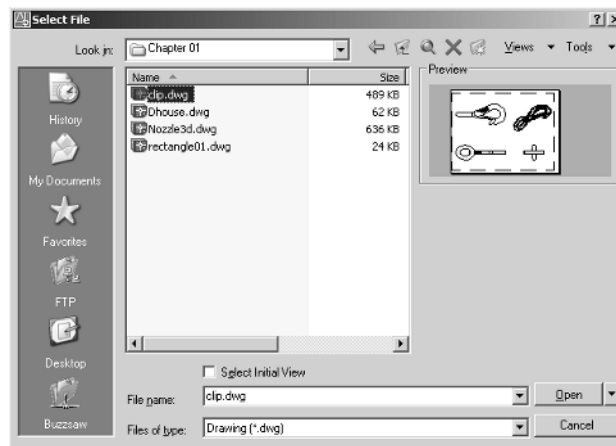 Select File
Look in:
Chapter 01
Views
Tools
Name
Size
Preview
clip.dwg
489 KB
Dhouse.dwg
62 KB
Nozzle3d.dwg
636 KB
rectangle01.dwg
24 KB
History
My Documents
Favorites
FTP
Desktop
Buzzsaw
Select Initial View
File name:
clip.dwg
Open
Files of type:
Drawing (*.dwg)
Cancel